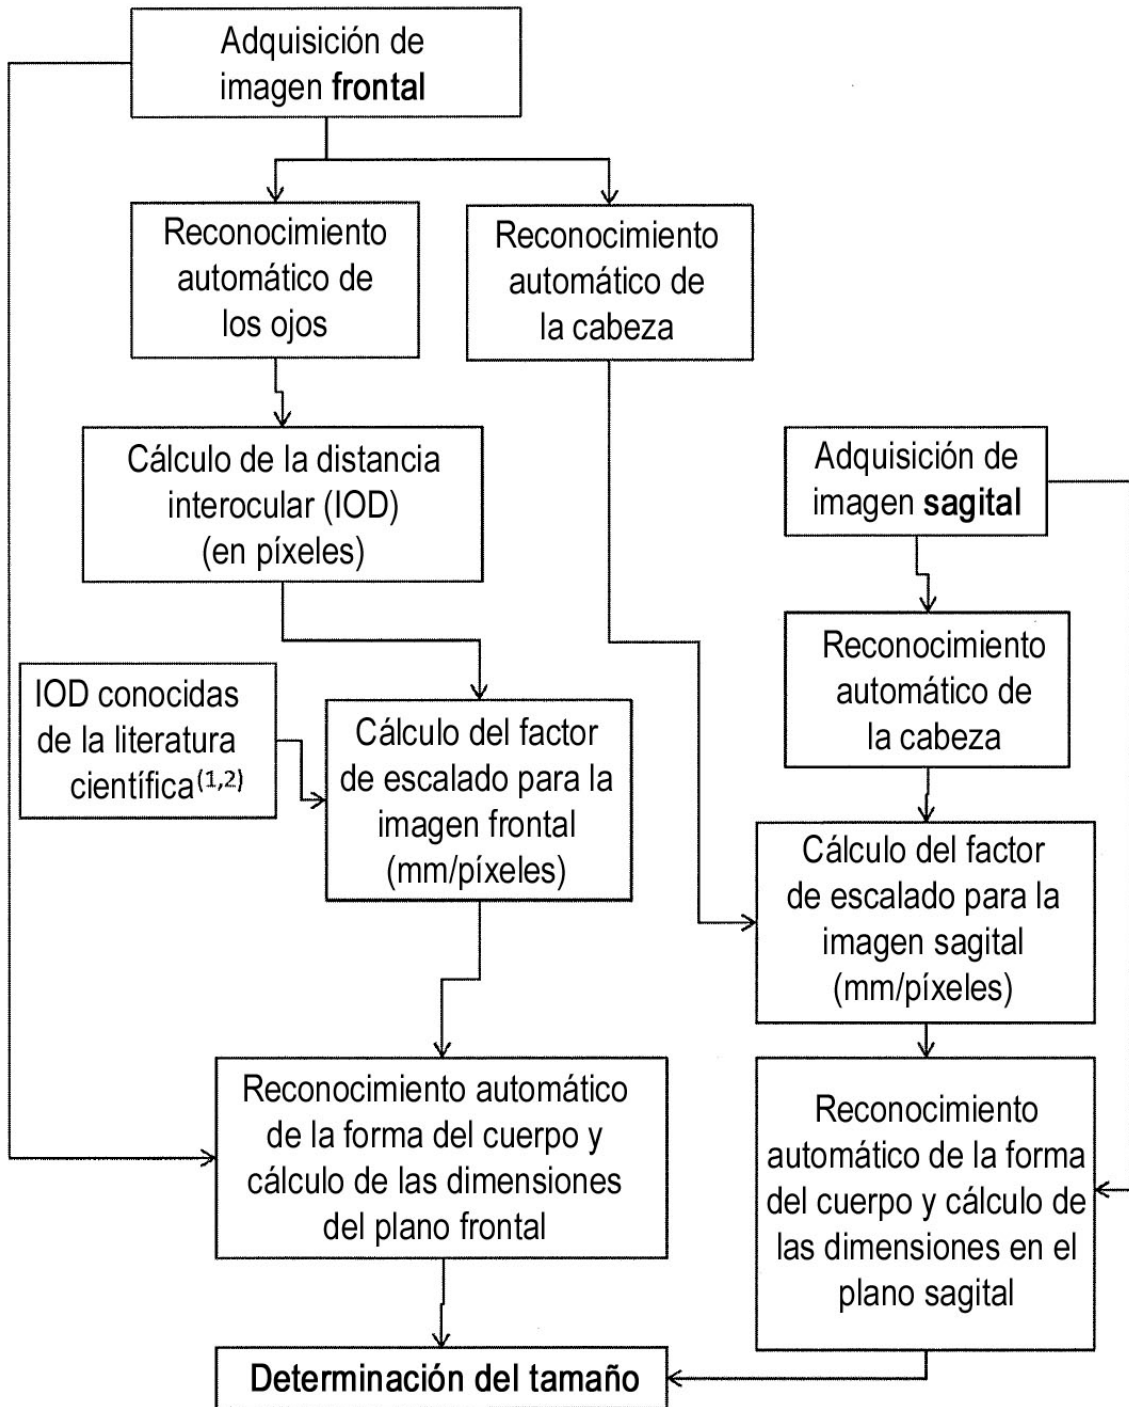 Adquisición de
imagen frontal
Reconocimiento
automático de
los ojos
Reconocimiento
automático de
la cabeza
Cálculo de la distancia
interocular (IOD)
(en píxeles)
Adquisición de
imagen sagital
Reconocimiento
automático de
la cabeza
IOD conocidas
de la literatura
científica(1,2)
Cálculo del factor
de escalado para la
imagen frontal
(mm/píxeles)
Cálculo del factor
de escalado para la
imagen sagital
(mm/píxeles)
Reconocimiento automático
de la forma del cuerpo y
cálculo de las dimensiones
del plano frontal
Reconocimiento
automático de la forma
del cuerpo y cálculo de
las dimensiones en el
plano sagital
Determinación del tamaño